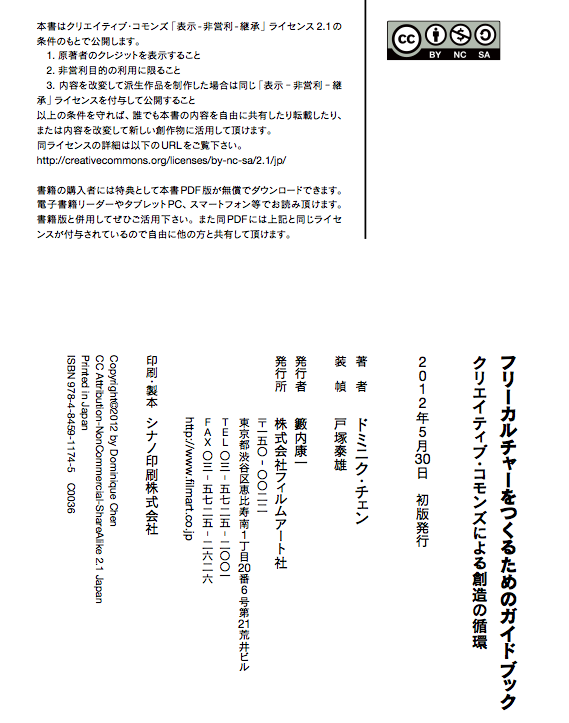 本書はクリエイティブ・コモンズ「表示-非営利-継承」ライセンス2.1の
条件のもとで公開します。
1. 原著者のクレジットを表示すること
2. 非営利目的の利用に限ること
3. 内容を改変して派生作品を制作した場合は同じ「表示-非営利-継
承」ライセンスを付与して公開すること
以上の条件を守れば、誰でも本書の内容を自由に共有したり転載したり、
または内容を改変して新しい創作物に活用して頂けます。
同ライセンスの詳細は以下のURLをご覧下さい。
http://creativecommons.org/licenses/by-nc-sa/2.1/jp/
書籍の購入者には特典として本書PDF版が無償でダウンロードできます。
電子書籍リーダーやタブレットPC、スマートフォン等でお読み頂けます。
書籍版と併用してぜひご活用下さい。また同PDFには上記と同じライセ
ンスが付与されているので自由に他の方と共有して頂けます。
cc
BY NC SA
フリーカルチャーをつくるためのガイドブック
クリエイティブ・コモンズによる創造の循環
2012年5月30日 初版発行
著者 ドミニク・チェン
装幀 戸塚泰雄
発行者 籔内康一
発行所 株式会社フィルムアート社
〒一五〇-〇〇二二
東京都渋谷区恵比寿南1丁目20番6号第21荒井ビル
TEL 〇三-五七二五-二〇〇一
FAX 〇三-五七二五-二六二六
http://www.filmart.co.jp
印刷・製本 シナノ印刷株式会社
Copyright©2012 by Dominique Chen
CC Attribution-NonCommercial-ShareAlike 2.1 Japan
Printed in Japan
ISBN 978-4-8459-1174-5 C0036